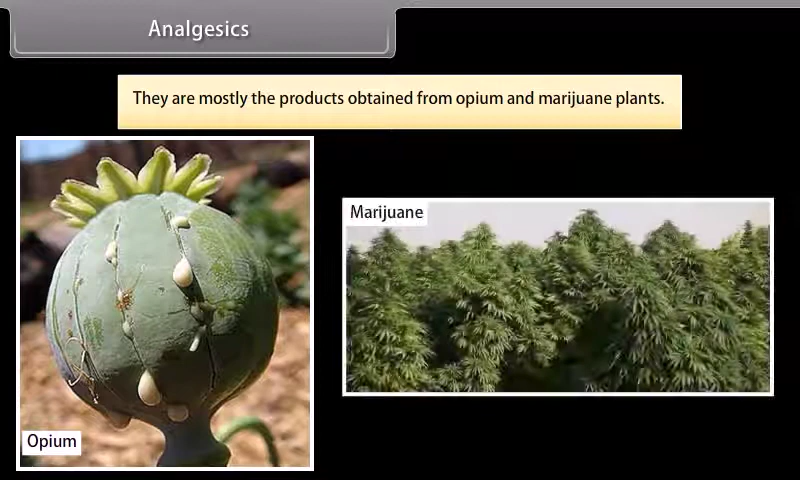 Analgesics
They are mostly the products obtained from opium and marijuane plants.
Marijuane
Opium